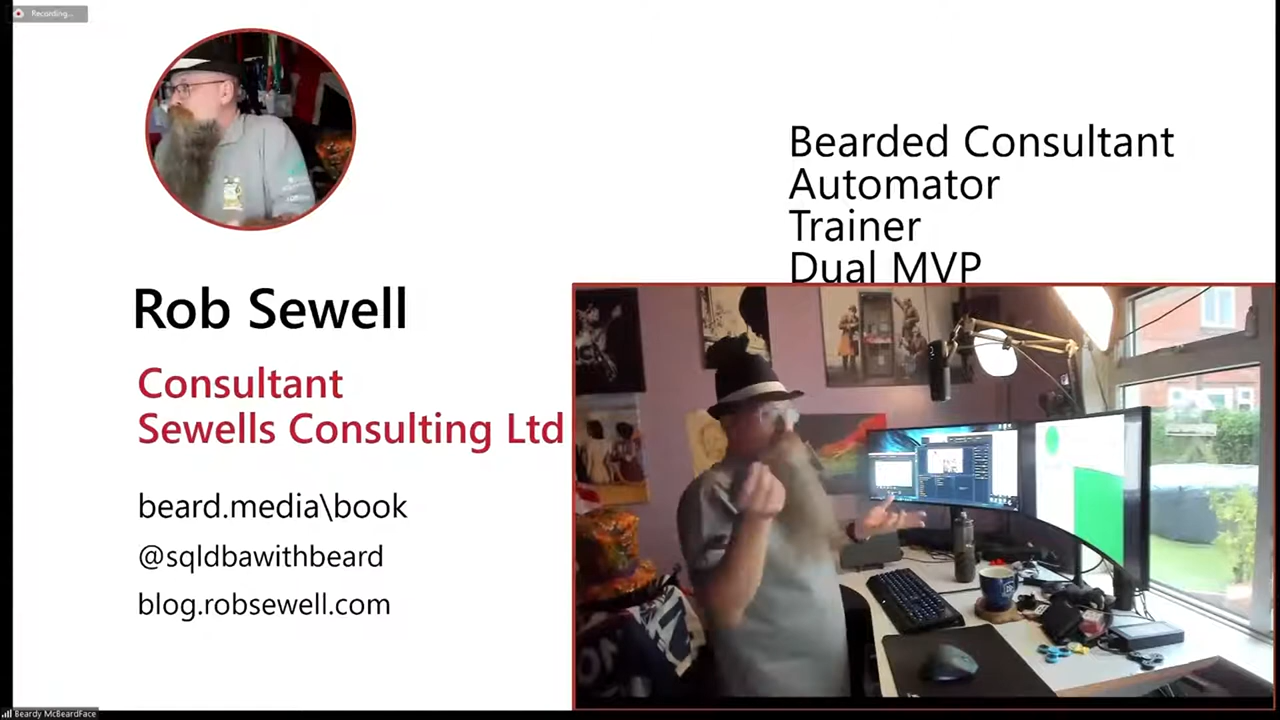 Recording...
Bearded Consultant
Automator
Trainer
Dual MVP
Rob Sewell
Consultant
Sewells Consulting Ltd
beard.media\book
@sqldbawithbeard
blog.robsewell.com
Beardy McBeardFace